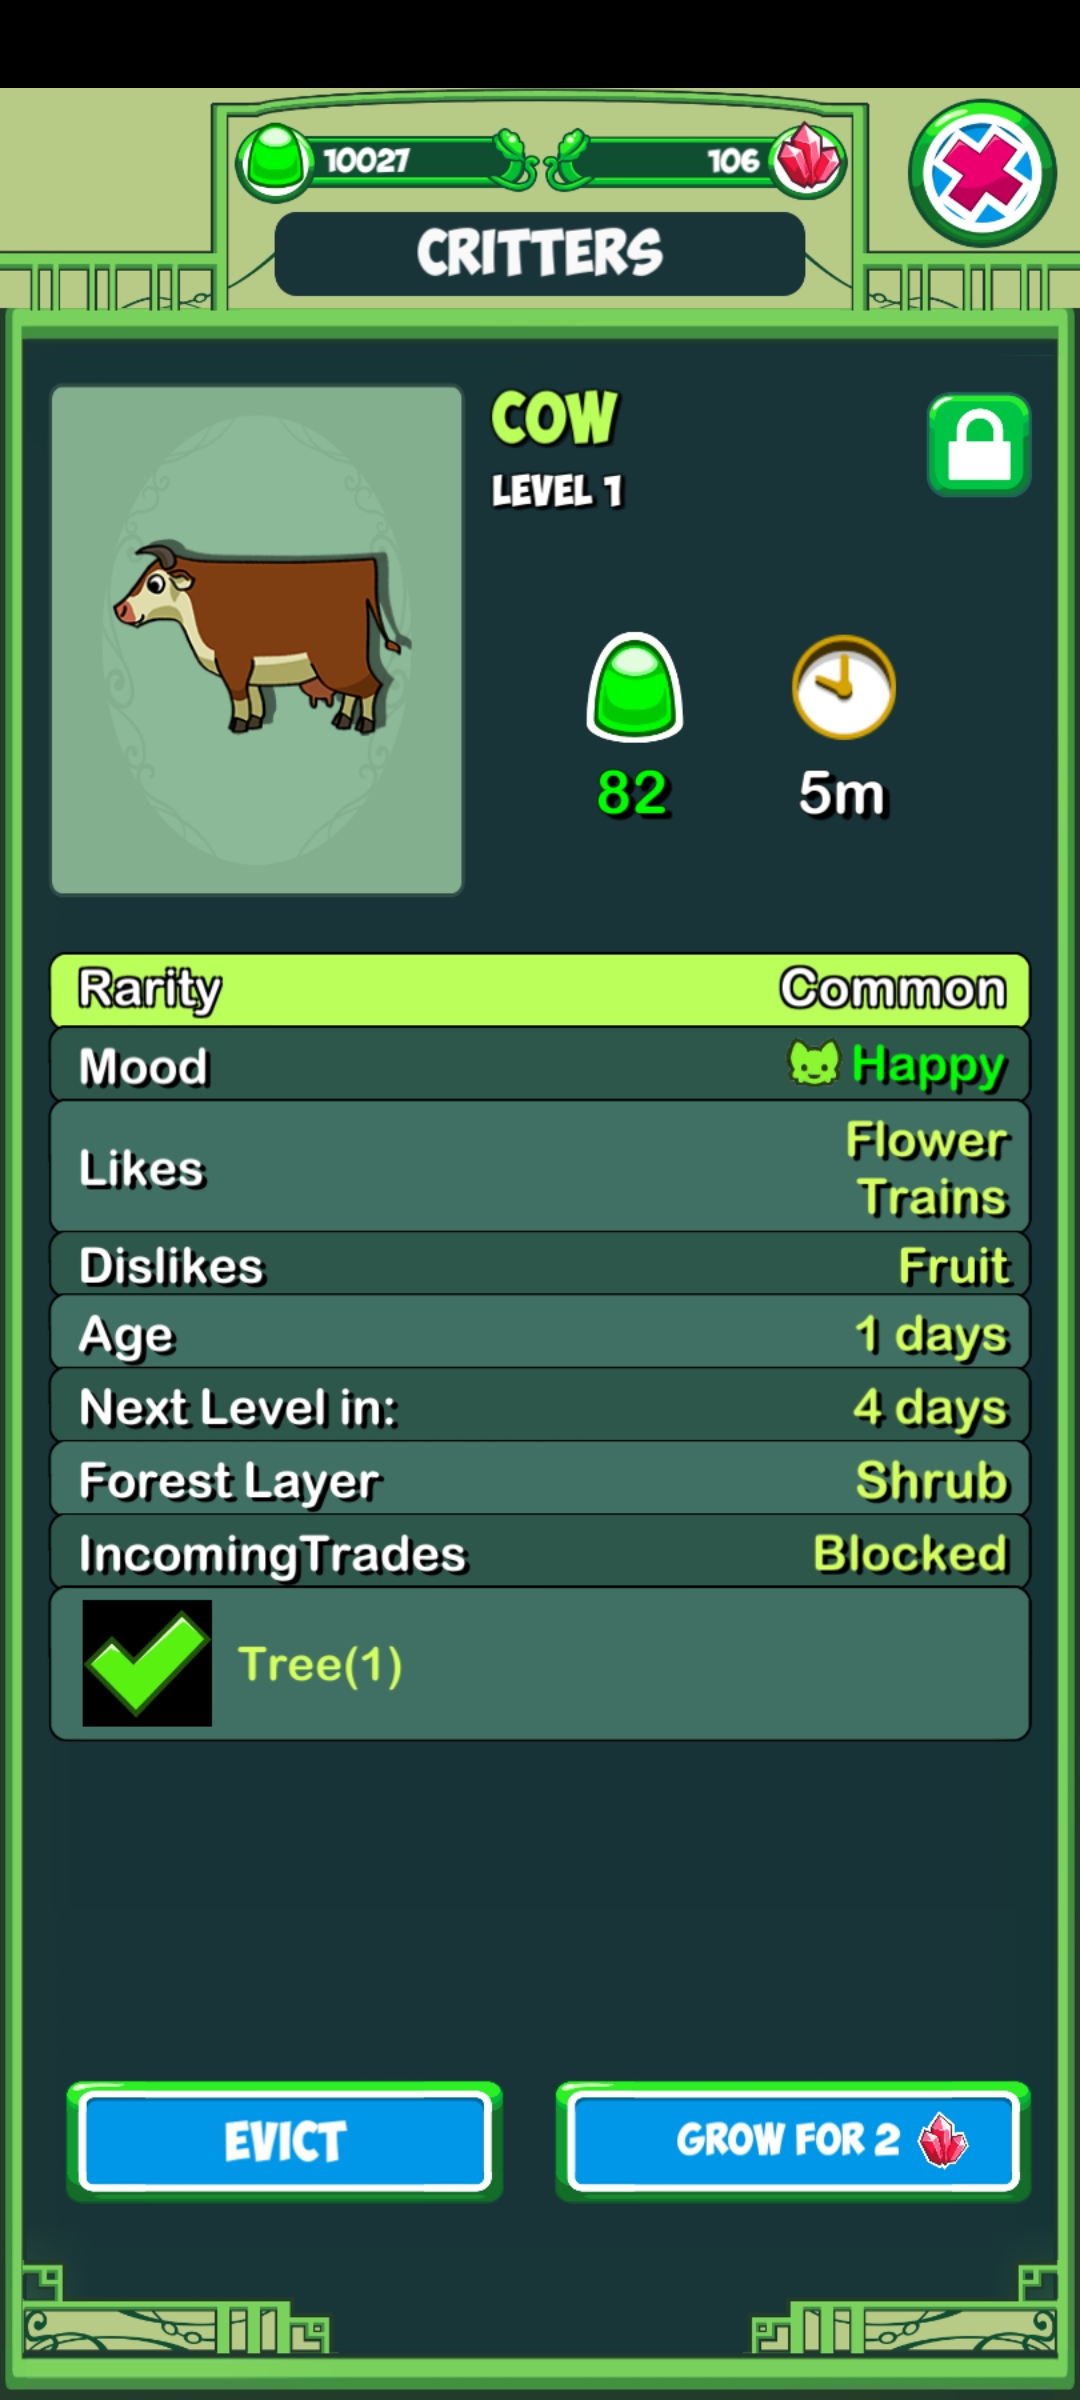 10027
106
CRITTERS
COW
LEVEL 1
82
5m
Rarity Common
Mood Happy
Likes Flower
Trains
Dislikes Fruit
Age 1 days
Next Level in: 4 days
Forest Layer Shrub
IncomingTrades Blocked
Tree(1)
EVICT
GROW FOR 2